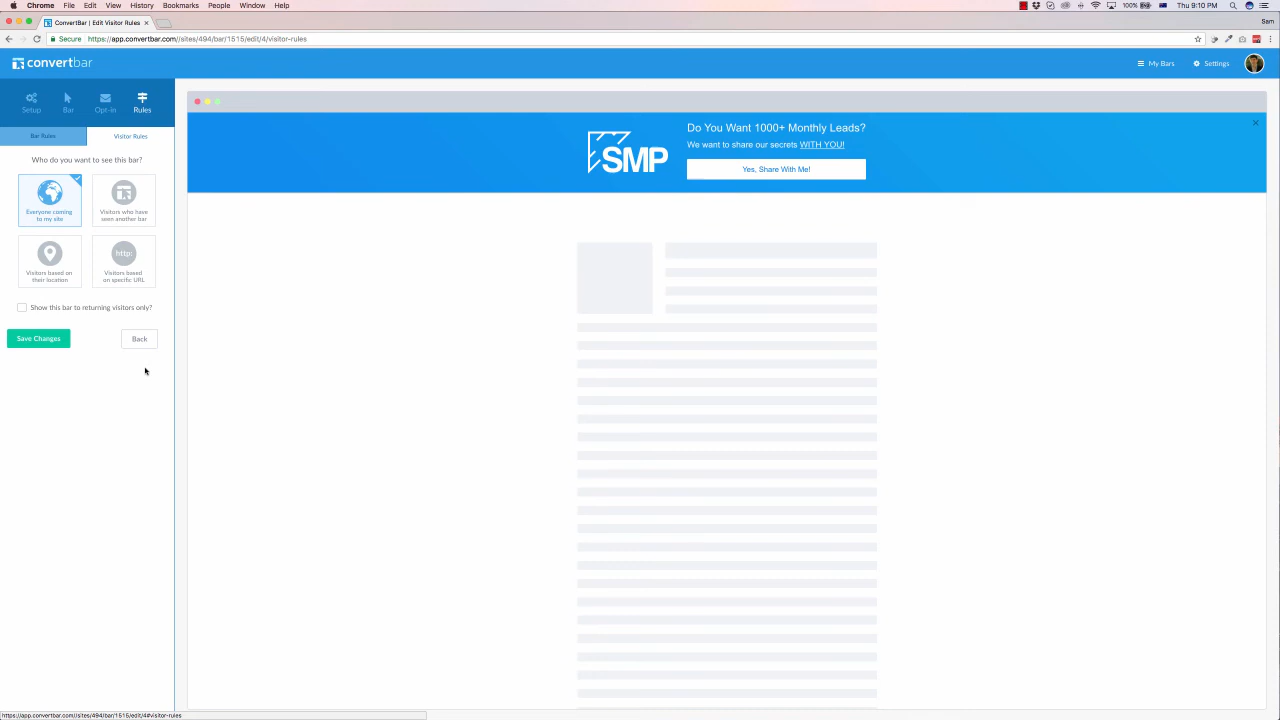 Chrome File Edit View History Bookmarks People Window Help 100% Thu 9:10 PM
ConvertBar | Edit Visitor Rules Sam
Secure https://app.convertbar.com//sites/494/bar/1515/edit/4/visitor-rules
convertbar My Bars Settings
Setup Bar Opt-in Rules
Bar Rules Visitor Rules
Who do you want to see this bar?
Everyone coming
to my site
Visitors who have
seen another bar
Visitors based on
their location
http:
Visitors based
on specific URL
Show this bar to returning visitors only?
Save Changes Back
SMP
Do You Want 1000+ Monthly Leads?
We want to share our secrets WITH YOU!
Yes, Share With Me!
https://app.convertbar.com//sites/494/bar/1515/edit/4#visitor-rules